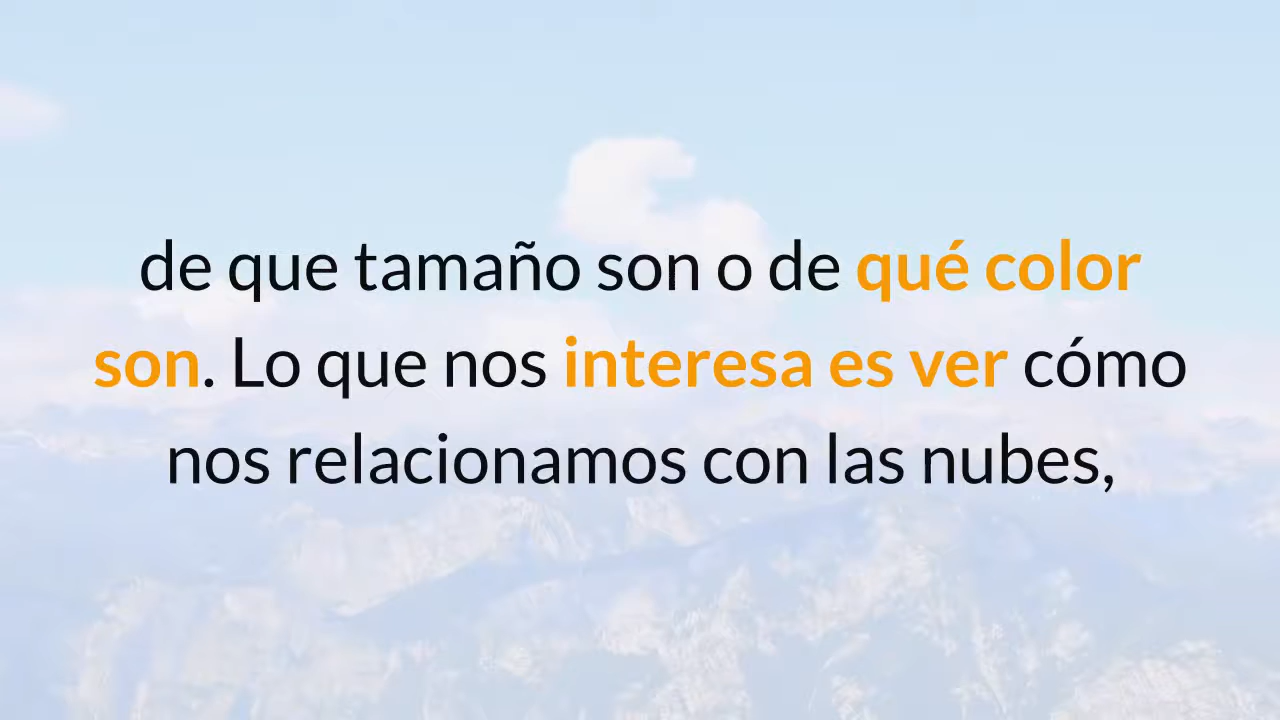 de que tamaño son o de qué color
son. Lo que nos interesa es ver cómo
nos relacionamos con las nubes,